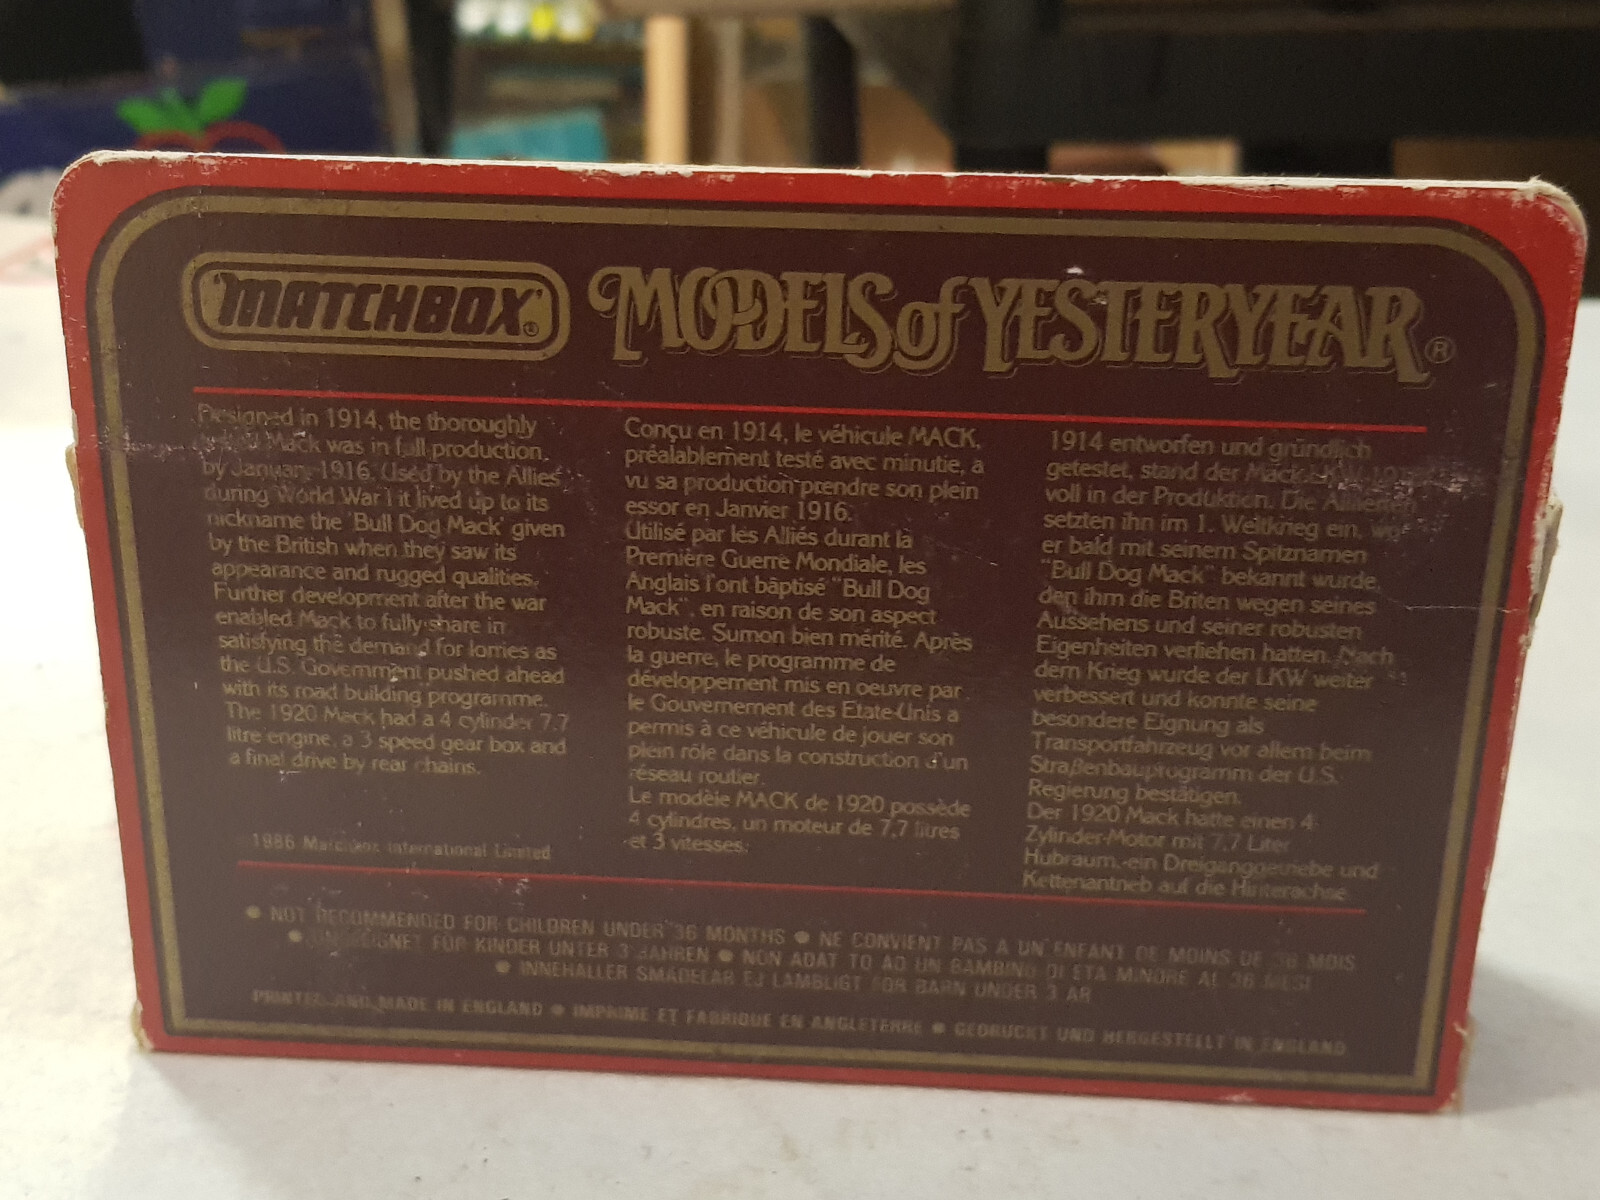 MATCHBOX
MODELS of YESTERYEAR®
Designed in 1914, the thoroughly
Mack was in full production,
by January 1916. Used by the Allies
during World War I it lived up to its
nickname the 'Bull Dog Mack' given
by the British when they saw its
appearance and rugged qualities.
Further development after the war
enabled Mack to fully share in
satisfying the demand for lorries as
the U.S. Government pushed ahead
with its road building programme.
The 1920 Mack had a 4 cylinder 7.7
litre engine, a 3 speed gear box and
a final drive by rear chains.
1986 Matchbox International Limited
Conçu en 1914, le véhicule MACK,
préalablement testé avec minutie, a
vu sa production prendre son plein
essor en Janvier 1916.
Utilisé par les Alliés durant la
Première Guerre Mondiale, les
Anglais l'ont bâptisé "Bull Dog
Mack", en raison de son aspect
robuste. Surnon bien mérité. Après
la guerre, le programme de
développement mis en oeuvre par
le Gouvernement des Etate-Unis a
permis à ce véhicule de jouer son
plein rôle dans la construction d'un
réseau routier.
Le modèle MACK de 1920 possède
4 cylindres, un moteur de 7,7 litres
et 3 vitesses.
1914 entworfen und gründlich
getestet, stand der Mack-LKW
voll in der Produktion. Die Alliierten
setzten ihn im 1. Weltkrieg ein, wo
er bald mit seinem Spitznamen
"Bull Dog Mack" bekannt wurde,
den ihm die Briten wegen seines
Aussehens und seiner robusten
Eigenheiten verliehen hatten. Nach
dem Krieg wurde der LKW weiter
verbessert und konnte seine
besondere Eignung als
Transportfahrzeug vor allem beim
Straßenbauprogramm der U.S.
Regierung bestätigen.
Der 1920 Mack hatte einen 4-
Zylinder-Motor mit 7,7 Liter
Hubraum, ein Dreiganggetriebe und
Kettenantrieb auf die Hinterachse.
● NOT RECOMMENDED FOR CHILDREN UNDER 36 MONTHS ● NE CONVIENT PAS A UN ENFANT DE MOINS DE 36 MOIS
● UNGEEIGNET FÜR KINDER UNTER 3 JAHREN ● NON ADATTO AD UN BAMBINO DI ETA MINORE AL 36 MESI
● INNEHALLER SMADELAR EJ LAMPLIGT FOR BARN UNDER 3 AR
PRINTED AND MADE IN ENGLAND ● IMPRIME ET FABRIQUE EN ANGLETERRE ● GEDRUCKT UND HERGESTELLT IN ENGLAND